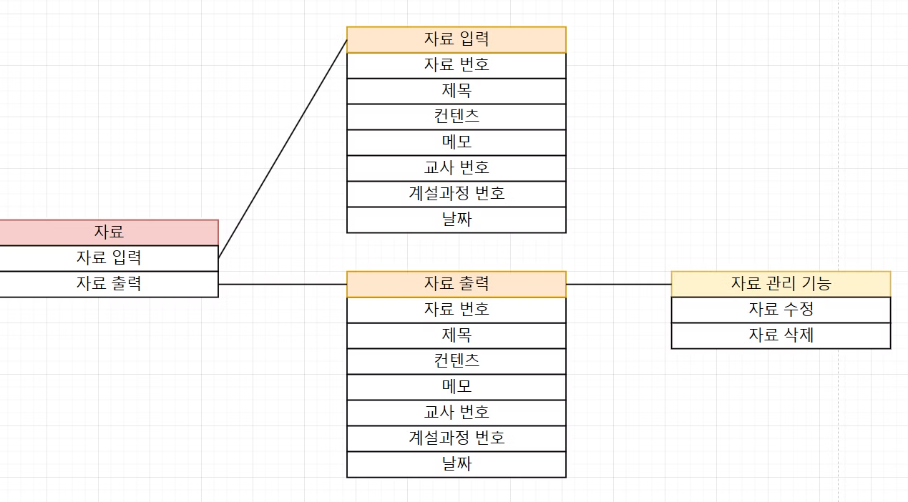 자료
자료 입력
자료 출력
자료 입력
자료 번호
제목
컨텐츠
메모
교사 번호
계설과정 번호
날짜
자료 출력
자료 번호
제목
컨텐츠
메모
교사 번호
계설과정 번호
날짜
자료 관리 기능
자료 수정
자료 삭제